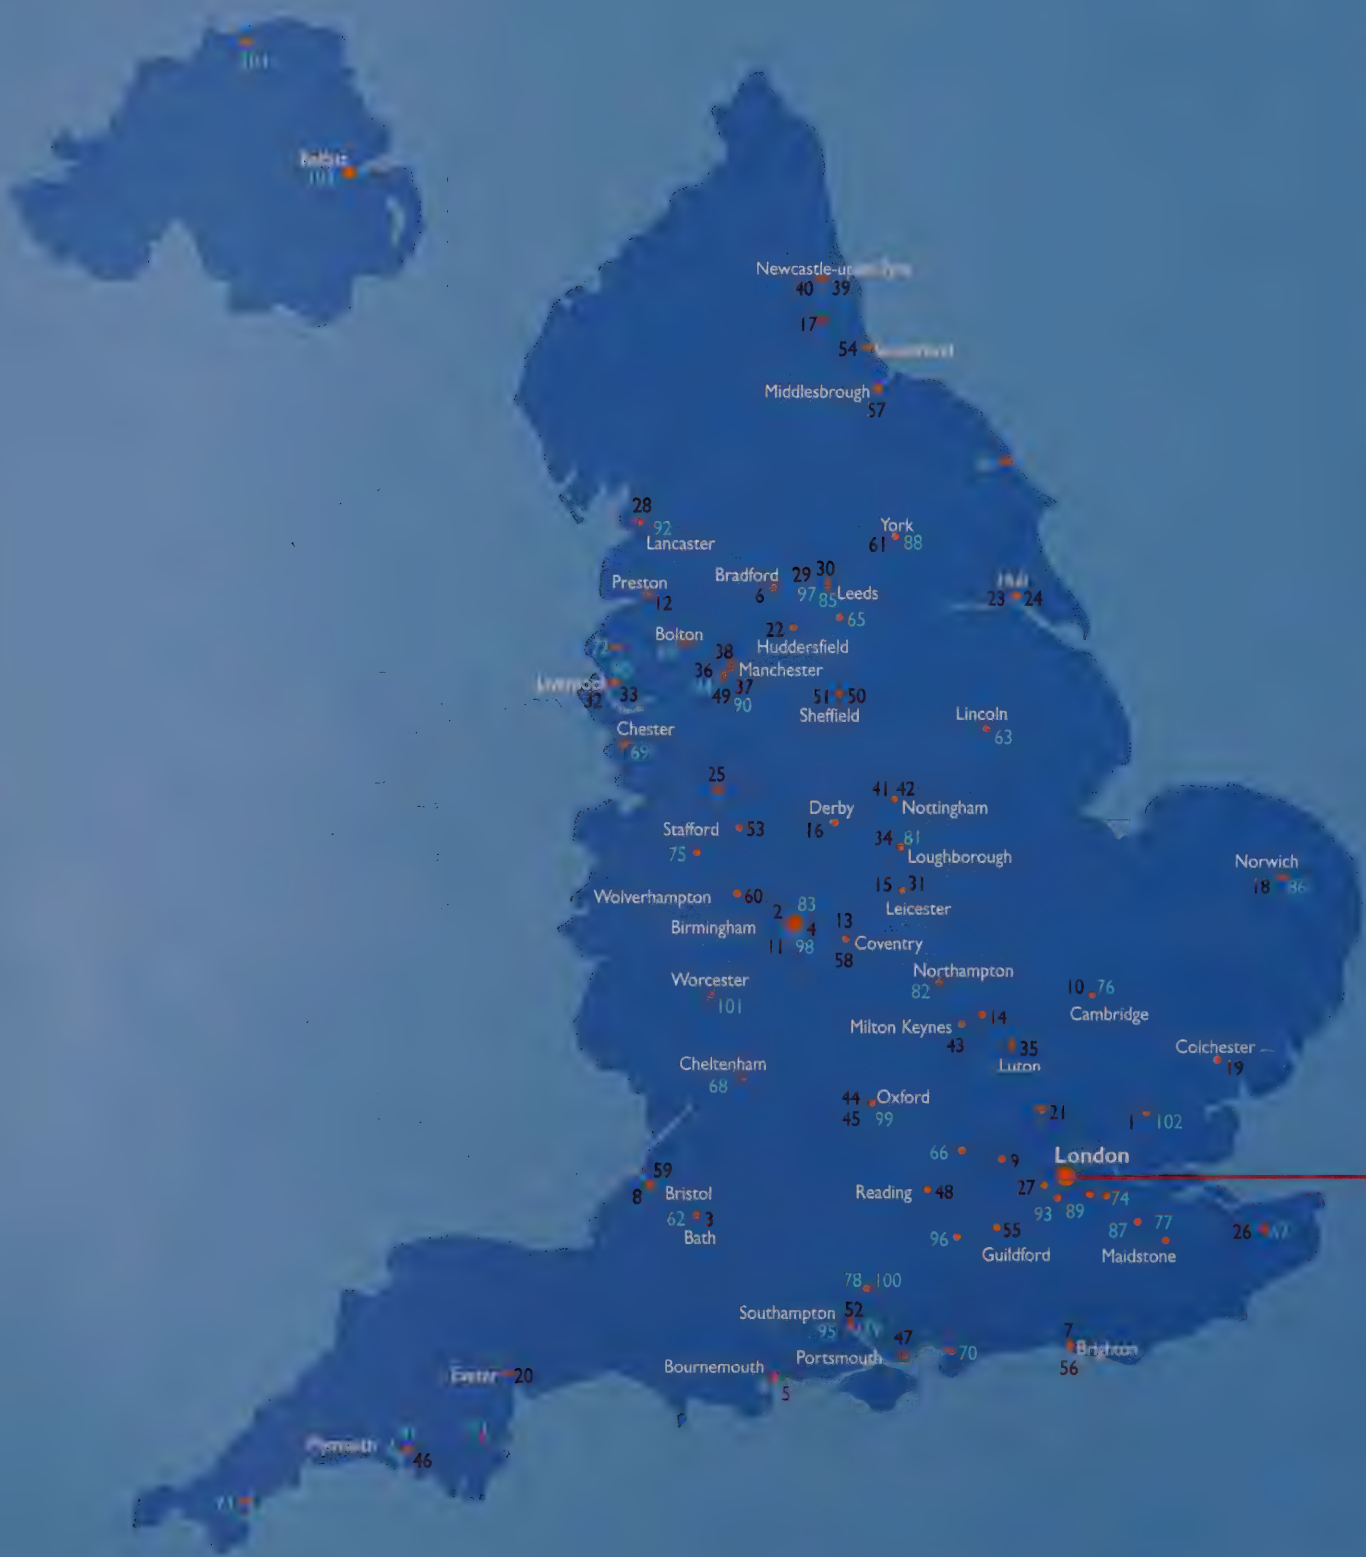 Newcastle-upon-Tyne
40 39
17
54
Middlesbrough
57
28
92
Lancaster
York
61 88
Bradford
6
29 30
97 85
Leeds
65
Preston
12
Hull
23 24
22
Huddersfield
Bolton
72
38
36 Manchester
37
49
90
Liverpool
32 33
51 50
Sheffield
Lincoln
63
Chester
69
25
41 42
Nottingham
Derby
16
Stafford 53
75
34 81
Loughborough
Norwich
18 86
15 31
Leicester
Wolverhampton 60
83
2
Birmingham 4
11 98
13
Coventry
58
Northampton
82
Worcester
101
10 76
Cambridge
14
Milton Keynes
43
35
Luton
Colchester
19
Cheltenham
68
44 Oxford
45 99
21
1 102
66
9
London
59
8 Bristol
62 3
Bath
Reading 48
27
93 89 74
87 77
Maidstone
26
96
55
Guildford
78 100
Southampton 52
95
47
Portsmouth
70
7
Brighton
56
Bournemouth
5
Exeter 20
Plymouth
46